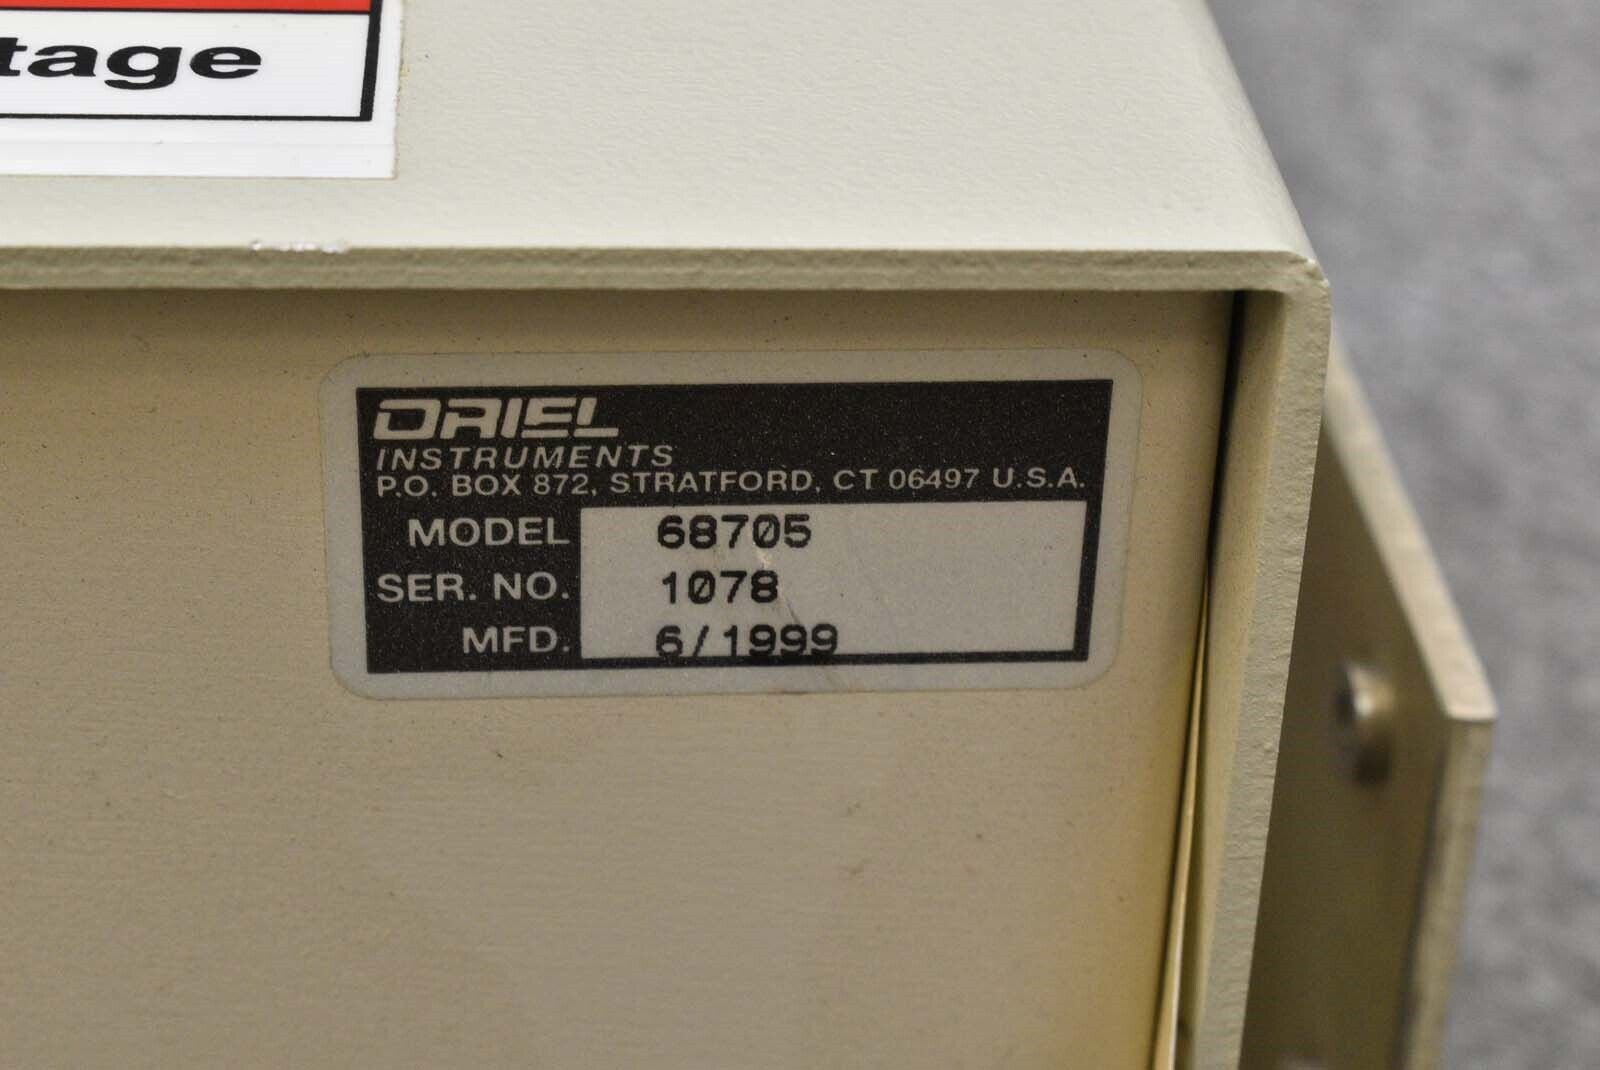 tage
ORIEL
INSTRUMENTS
P.O. BOX 872, STRATFORD, CT 06497 U.S.A.
MODEL 68705
SER. NO. 1078
MFD. 6/1999